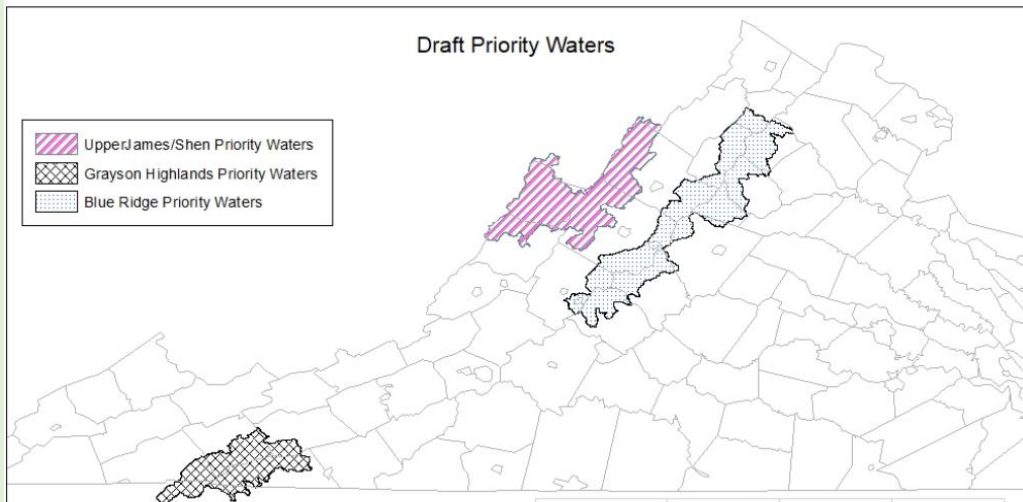 Draft Priority Waters
UpperJames/Shen Priority Waters
Grayson Highlands Priority Waters
Blue Ridge Priority Waters